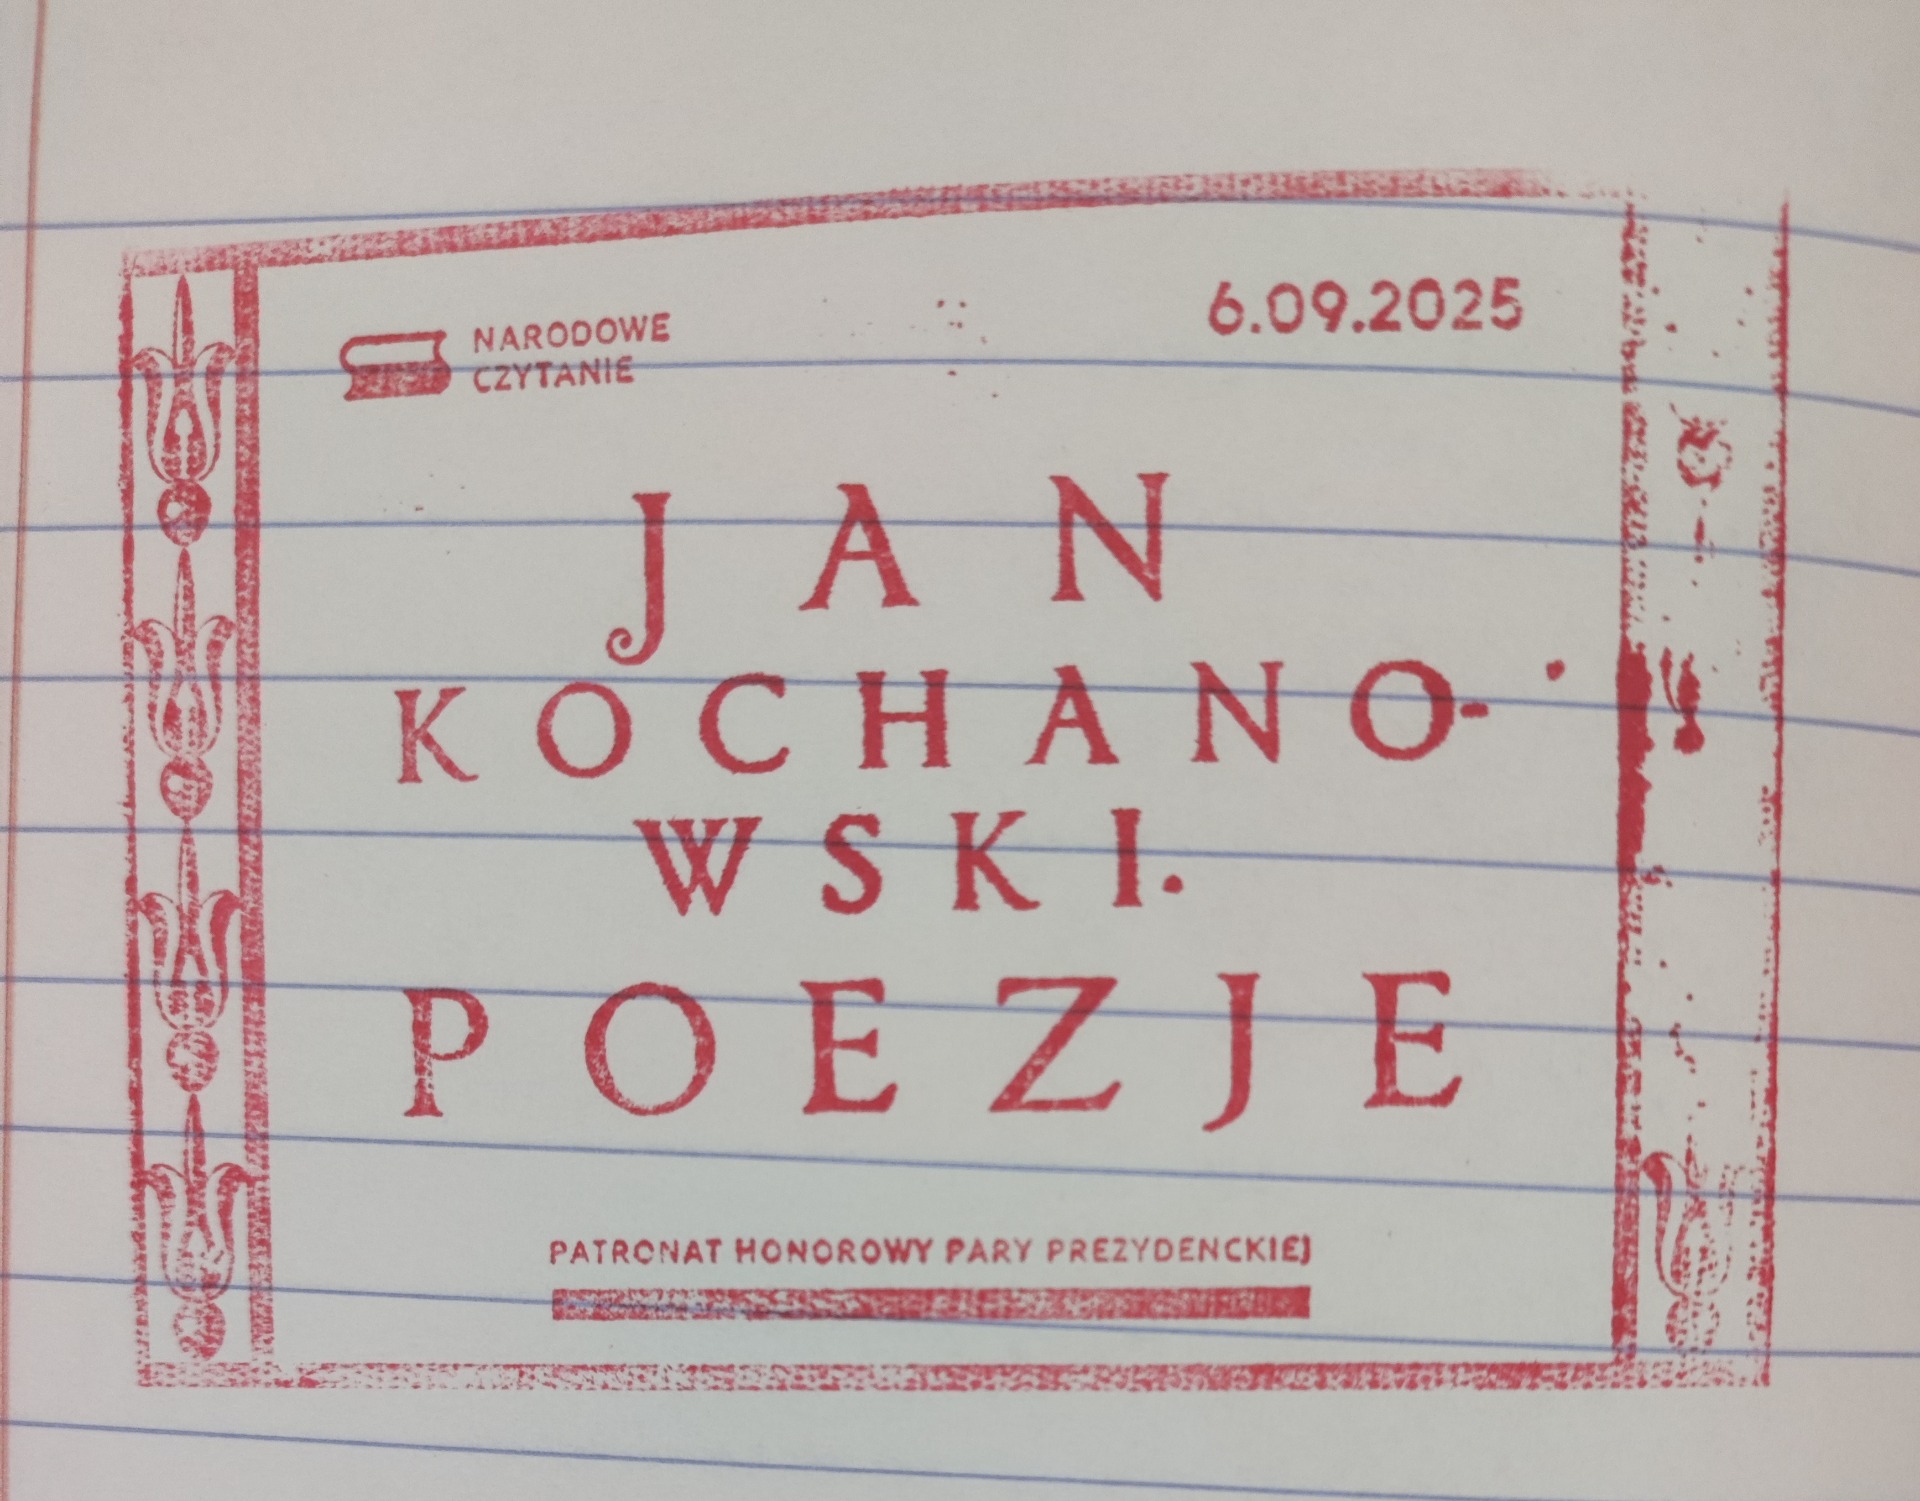 NARODOWE
CZYTANIE
6.09.2025
JAN
KOCHANO-
WSKI.
POEZJE
PATRONAT HONOROWY PARY PREZYDENCKIEJ